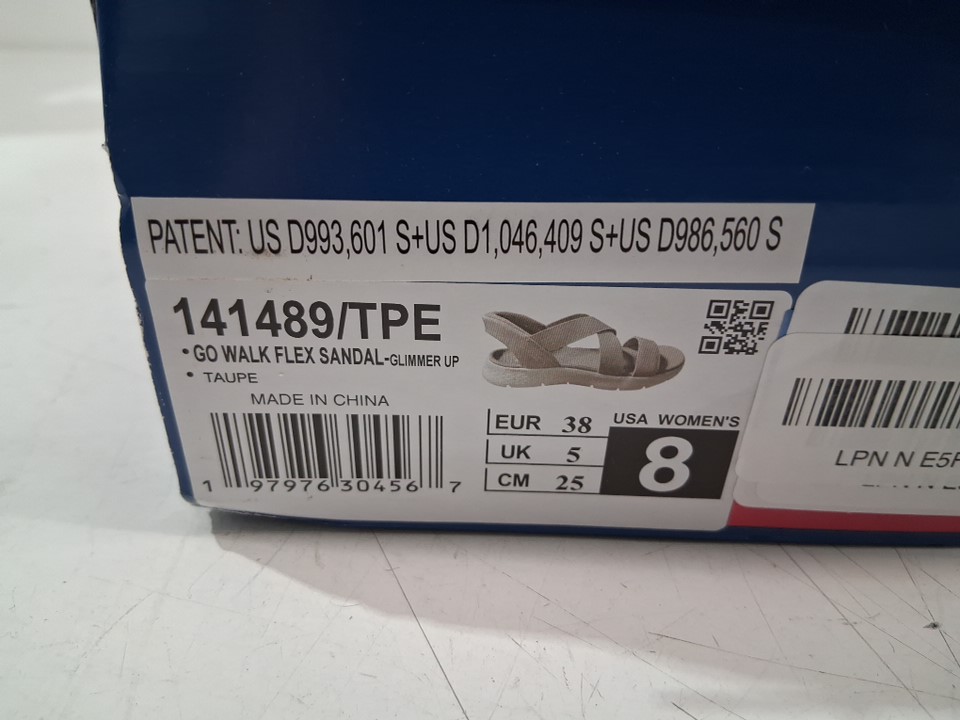 PATENT: US D993,601 S+US D1,046,409 S+US D986,560 S
141489/TPE
• GO WALK FLEX SANDAL-GLIMMER UP
• TAUPE
MADE IN CHINA
1 97976 30456 7
EUR 38
UK 5
CM 25
USA WOMEN'S
8
LPN N E5